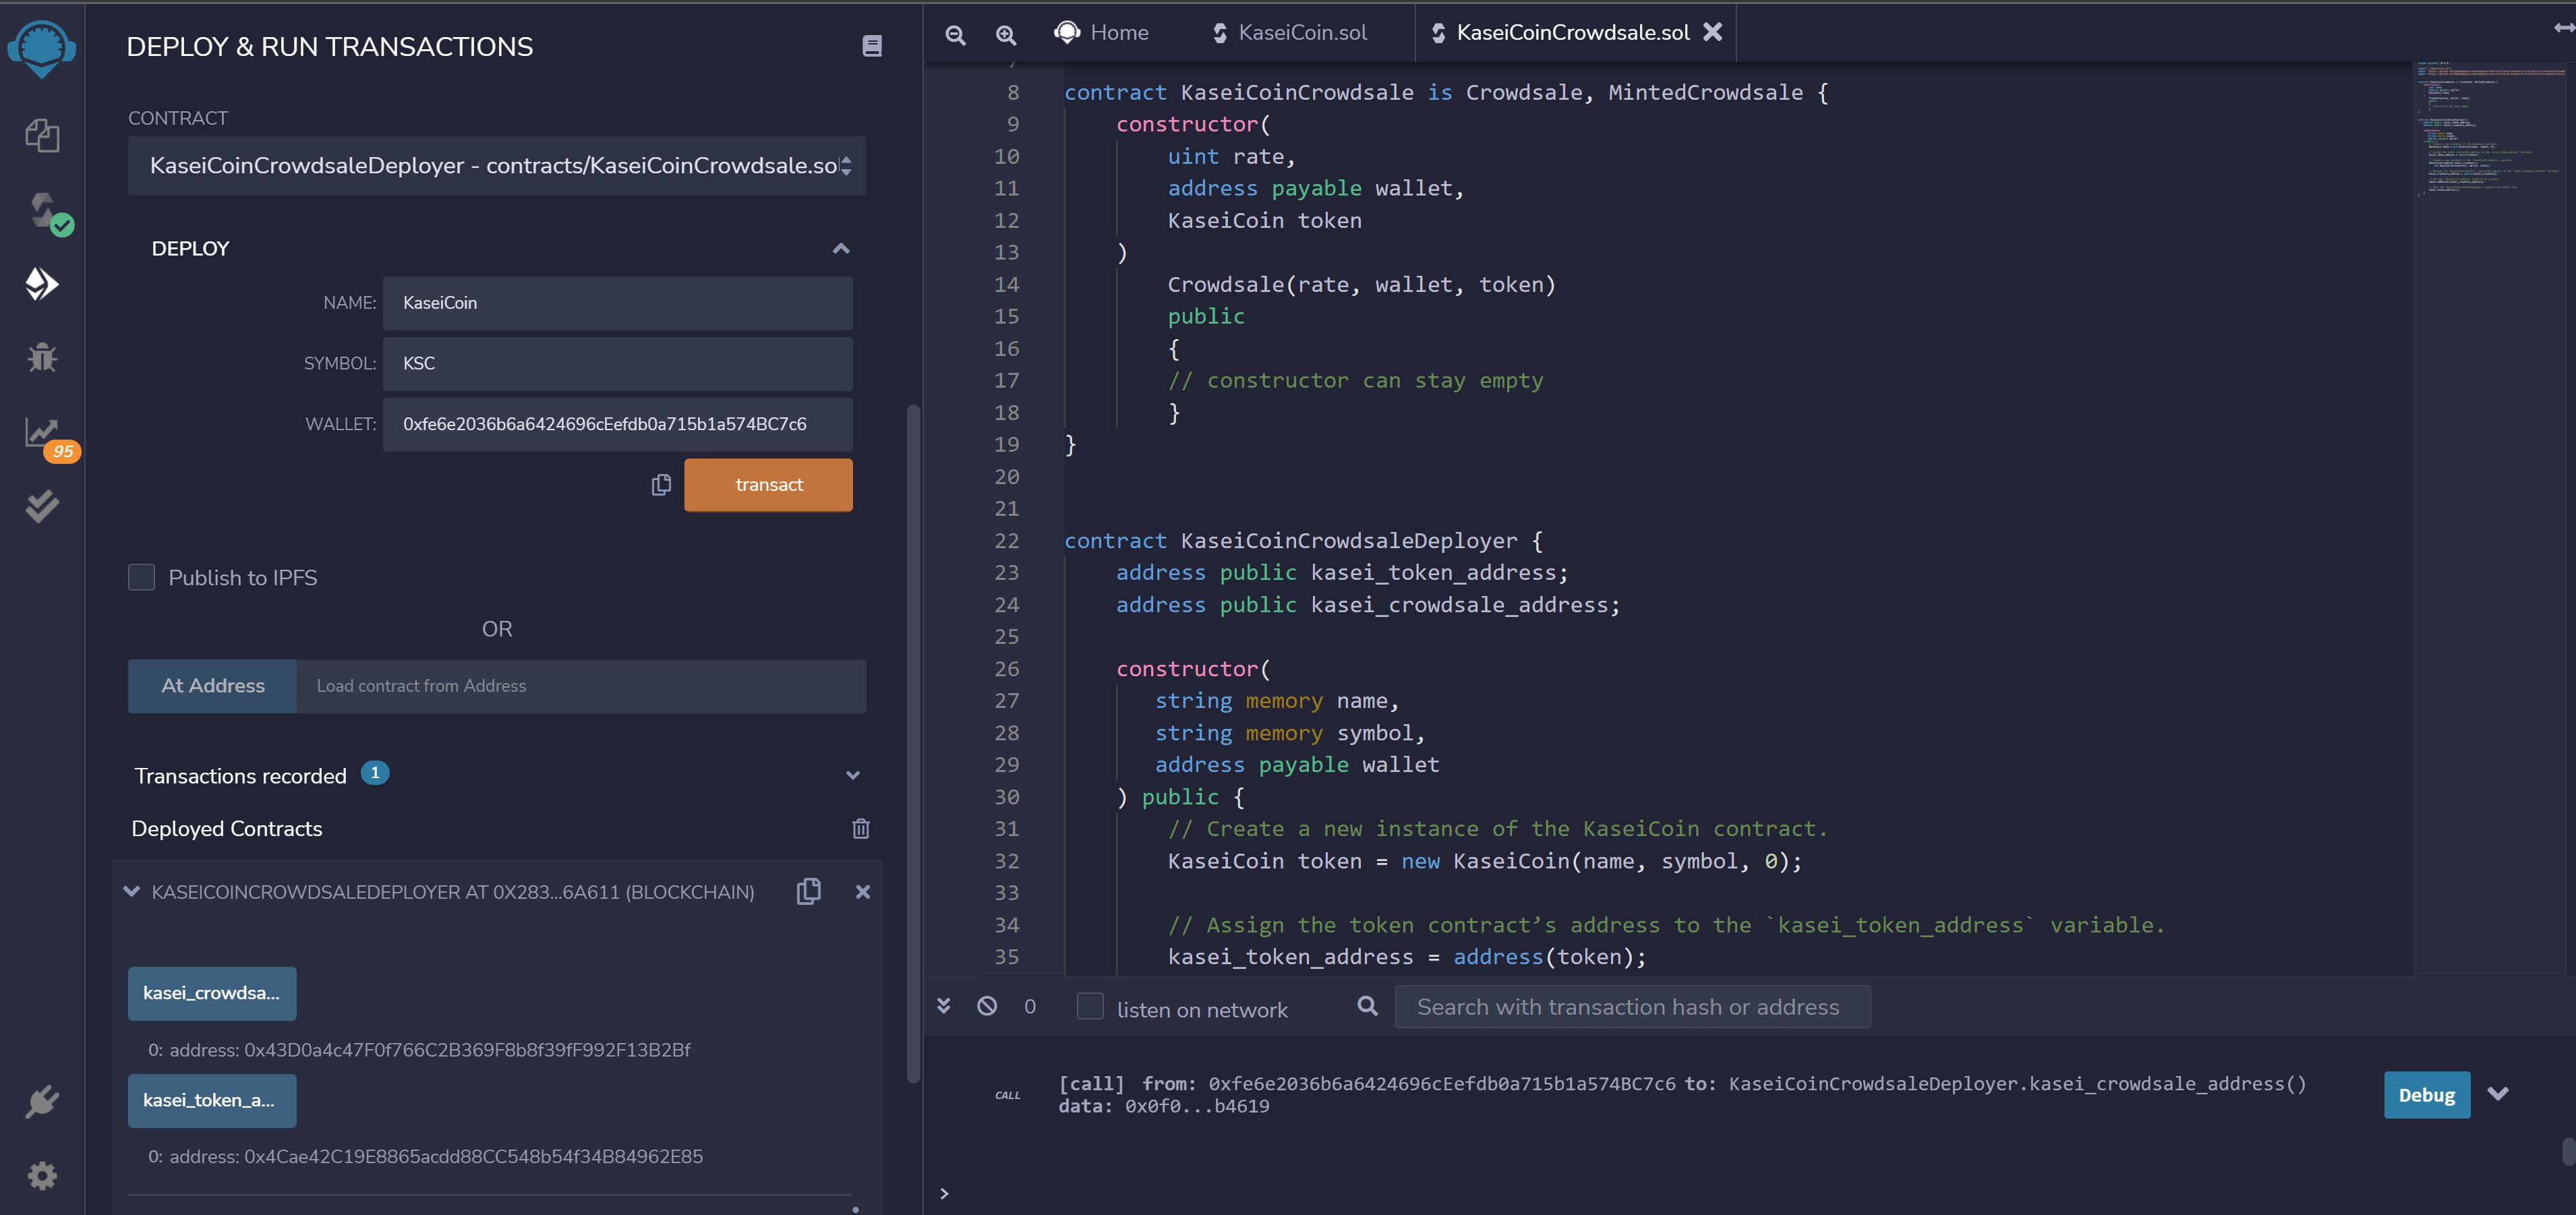 DEPLOY & RUN TRANSACTIONS
CONTRACT
KaseiCoinCrowdsaleDeployer - contracts/KaseiCoinCrowdsale.sol
DEPLOY
NAME: KaseiCoin
SYMBOL: KSC
WALLET: 0xfe6e2036b6a6424696cEefdb0a715b1a574BC7c6
transact
Publish to IPFS
OR
At Address Load contract from Address
Transactions recorded 1
Deployed Contracts
KASEICOINCROWDSALEDEPLOYER AT 0X283...6A611 (BLOCKCHAIN)
kasei_crowdsa...
0: address: 0x43D0a4c47F0f766C2B369F8b8f39fF992F13B2Bf
kasei_token_a...
0: address: 0x4Cae42C19E8865acdd88CC548b54f34B84962E85
95
Home KaseiCoin.sol KaseiCoinCrowdsale.sol
8 contract KaseiCoinCrowdsale is Crowdsale, MintedCrowdsale {
9 constructor(
10 uint rate,
11 address payable wallet,
12 KaseiCoin token
13 )
14 Crowdsale(rate, wallet, token)
15 public
16 {
17 // constructor can stay empty
18 }
19 }
20
21
22 contract KaseiCoinCrowdsaleDeployer {
23 address public kasei_token_address;
24 address public kasei_crowdsale_address;
25
26 constructor(
27 string memory name,
28 string memory symbol,
29 address payable wallet
30 ) public {
31 // Create a new instance of the KaseiCoin contract.
32 KaseiCoin token = new KaseiCoin(name, symbol, 0);
33
34 // Assign the token contract’s address to the `kasei_token_address` variable.
35 kasei_token_address = address(token);
0 listen on network Search with transaction hash or address
CALL [call] from: 0xfe6e2036b6a6424696cEefdb0a715b1a574BC7c6 to: KaseiCoinCrowdsaleDeployer.kasei_crowdsale_address()
data: 0x0f0...b4619
Debug
>